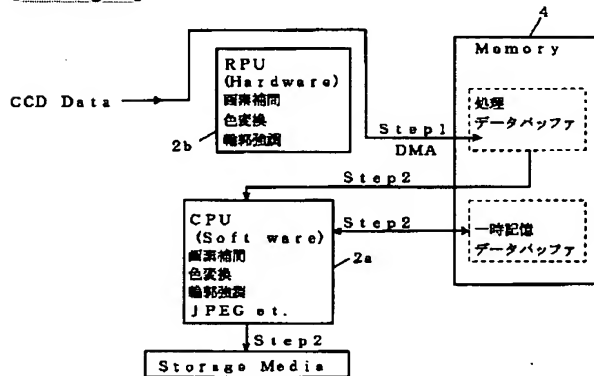 4
Memory
RPU
(Hardware)
画素補間
色変換
輪郭強調
CCD Data
2b
処理
データバッファ
Step1
DMA
Step2
CPU
(Soft ware)
画素補間
色変換
輪郭強調
JPEG et.
Step2
2a
一時記憶
データバッファ
Step2
Storage Media